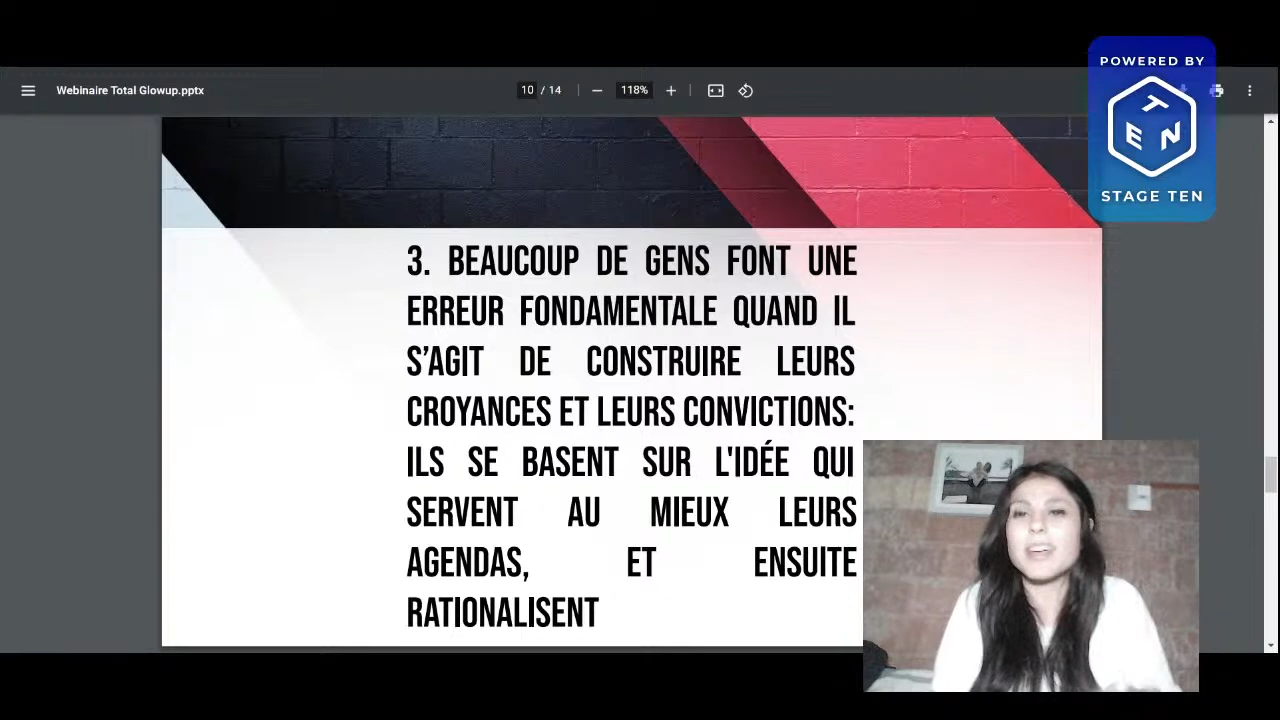 POWERED BY
TEN
STAGE TEN
Webinaire Total Glowup.pptx
10 / 14
118%
3. BEAUCOUP DE GENS FONT UNE
ERREUR FONDAMENTALE QUAND IL
S’AGIT DE CONSTRUIRE LEURS
CROYANCES ET LEURS CONVICTIONS:
ILS SE BASENT SUR L'IDÉE QUI
SERVENT AU MIEUX LEURS
AGENDAS, ET ENSUITE
RATIONALISENT